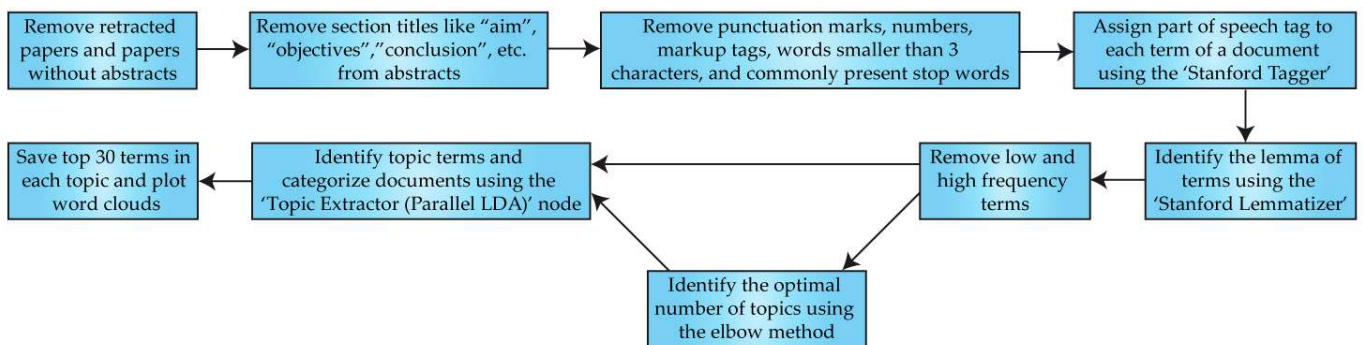 Remove retracted
papers and papers
without abstracts
Remove section titles like “aim”,
“objectives”,”conclusion”, etc.
from abstracts
Remove punctuation marks, numbers,
markup tags, words smaller than 3
characters, and commonly present stop words
Assign part of speech tag to
each term of a document
using the ‘Stanford Tagger’
Identify the lemma of
terms using the
‘Stanford Lemmatizer’
Remove low and
high frequency
terms
Identify the optimal
number of topics using
the elbow method
Identify topic terms and
categorize documents using the
‘Topic Extractor (Parallel LDA)’ node
Save top 30 terms in
each topic and plot
word clouds